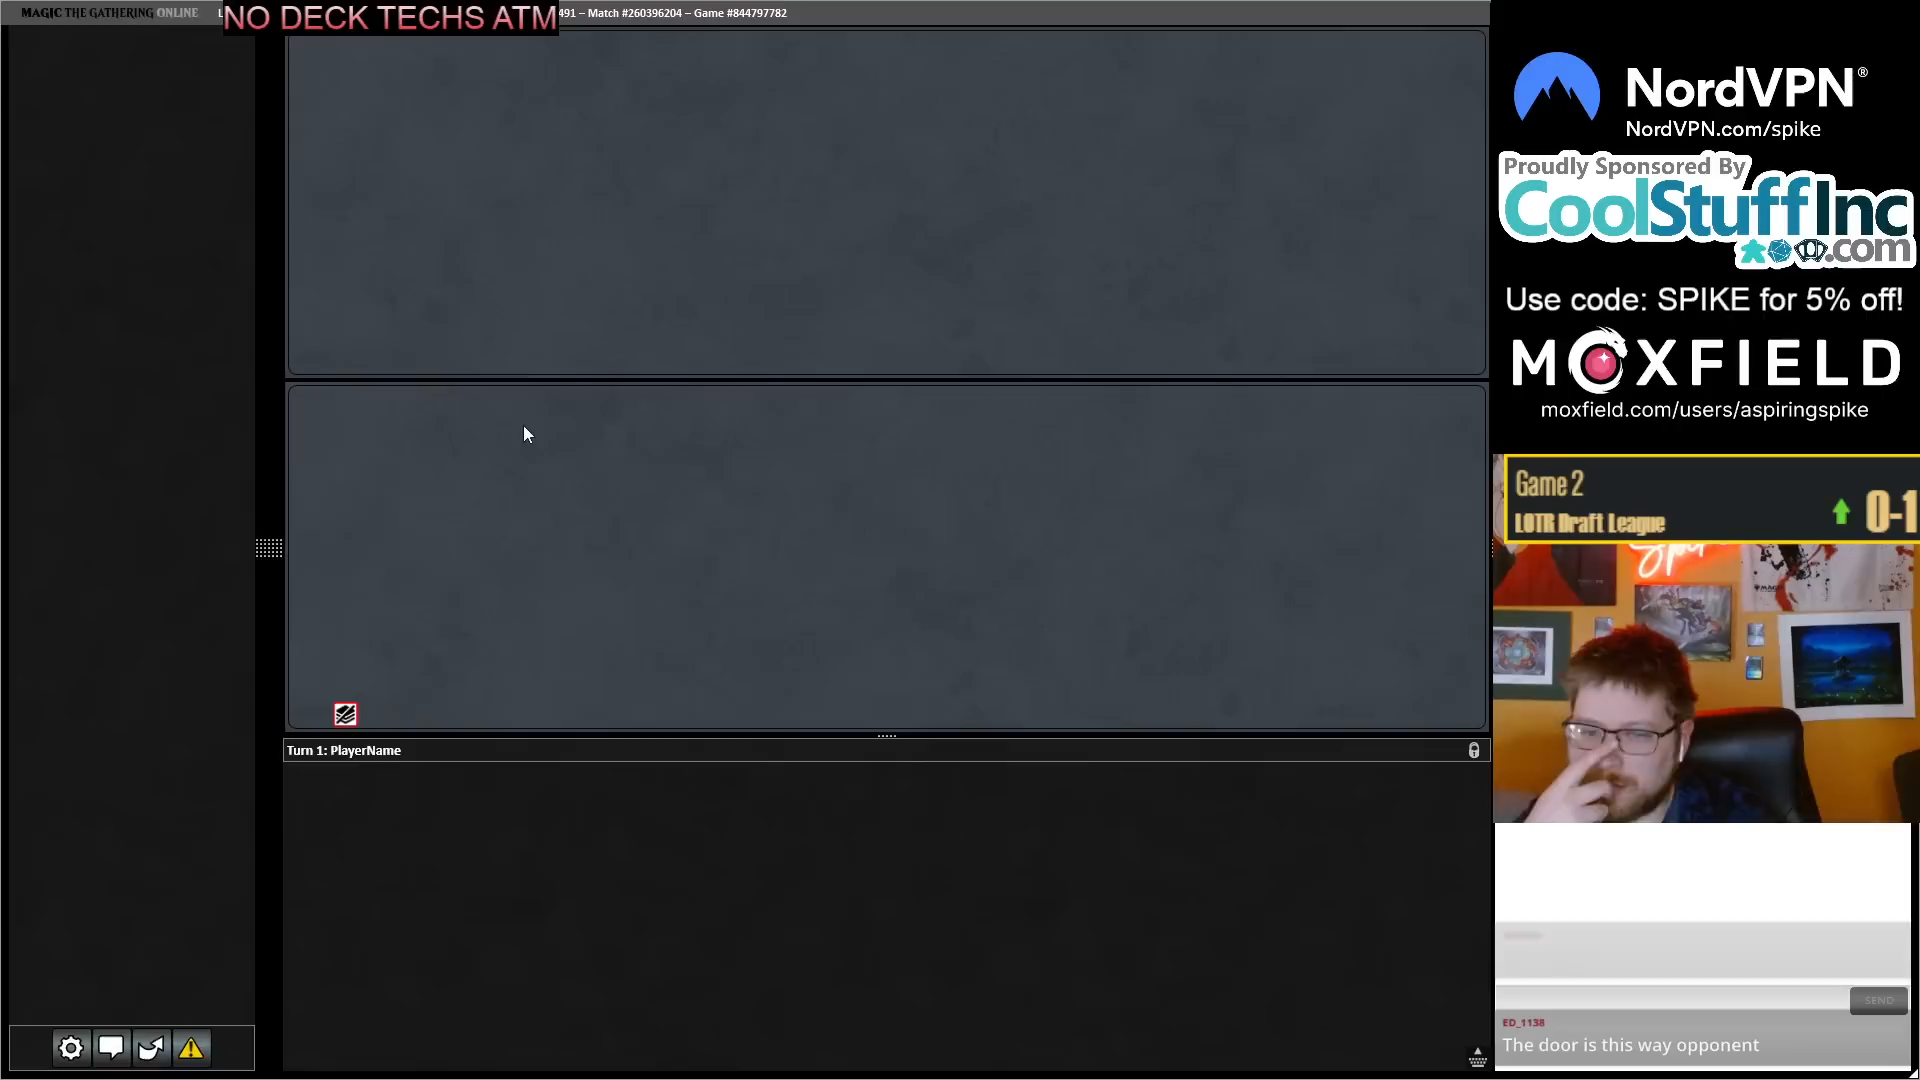 MAGIC THE GATHERING ONLINE
NO DECK TECHS ATM
491 – Match #260396204 – Game #844797782
NordVPN®
NordVPN.com/spike
Proudly Sponsored By
CoolStuffInc
.com
Use code: SPIKE for 5% off!
MOXFIELD
moxfield.com/users/aspiringspike
Game 2
LOTR Draft League
0-1
Turn 1: PlayerName
SEND
ED_1138
The door is this way opponent